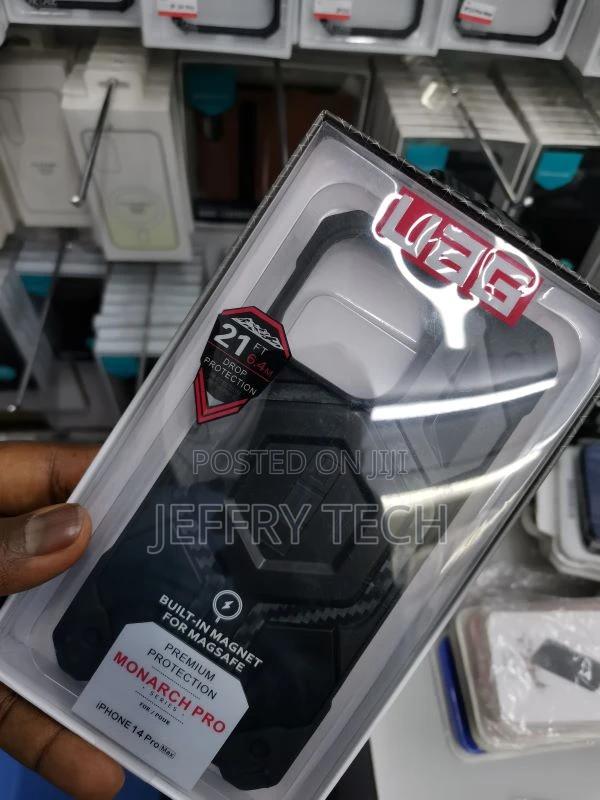 UAG
21 FT
6.4M
DROP
PROTECTION
POSTED ON JIJI
JEFFRY TECH
BUILT-IN MAGNET
FOR MAGSAFE
PREMIUM
PROTECTION
MONARCH PRO
- SERIES -
FOR / POUR
iPHONE 14 Pro Max